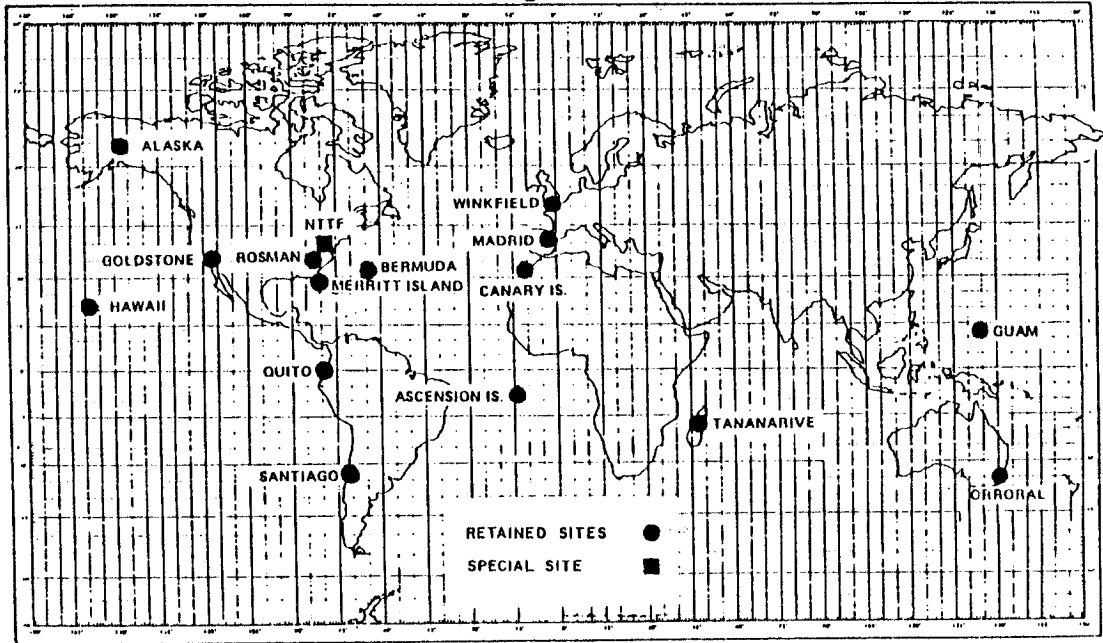 ALASKA
WINKFIELD
NTTF
MADRID
GOLDSTONE
ROSMAN
BERMUDA
MERRITT ISLAND
CANARY IS.
HAWAII
GUAM
QUITO
ASCENSION IS.
TANANARIVE
SANTIAGO
ORRORAL
RETAINED SITES
SPECIAL SITE